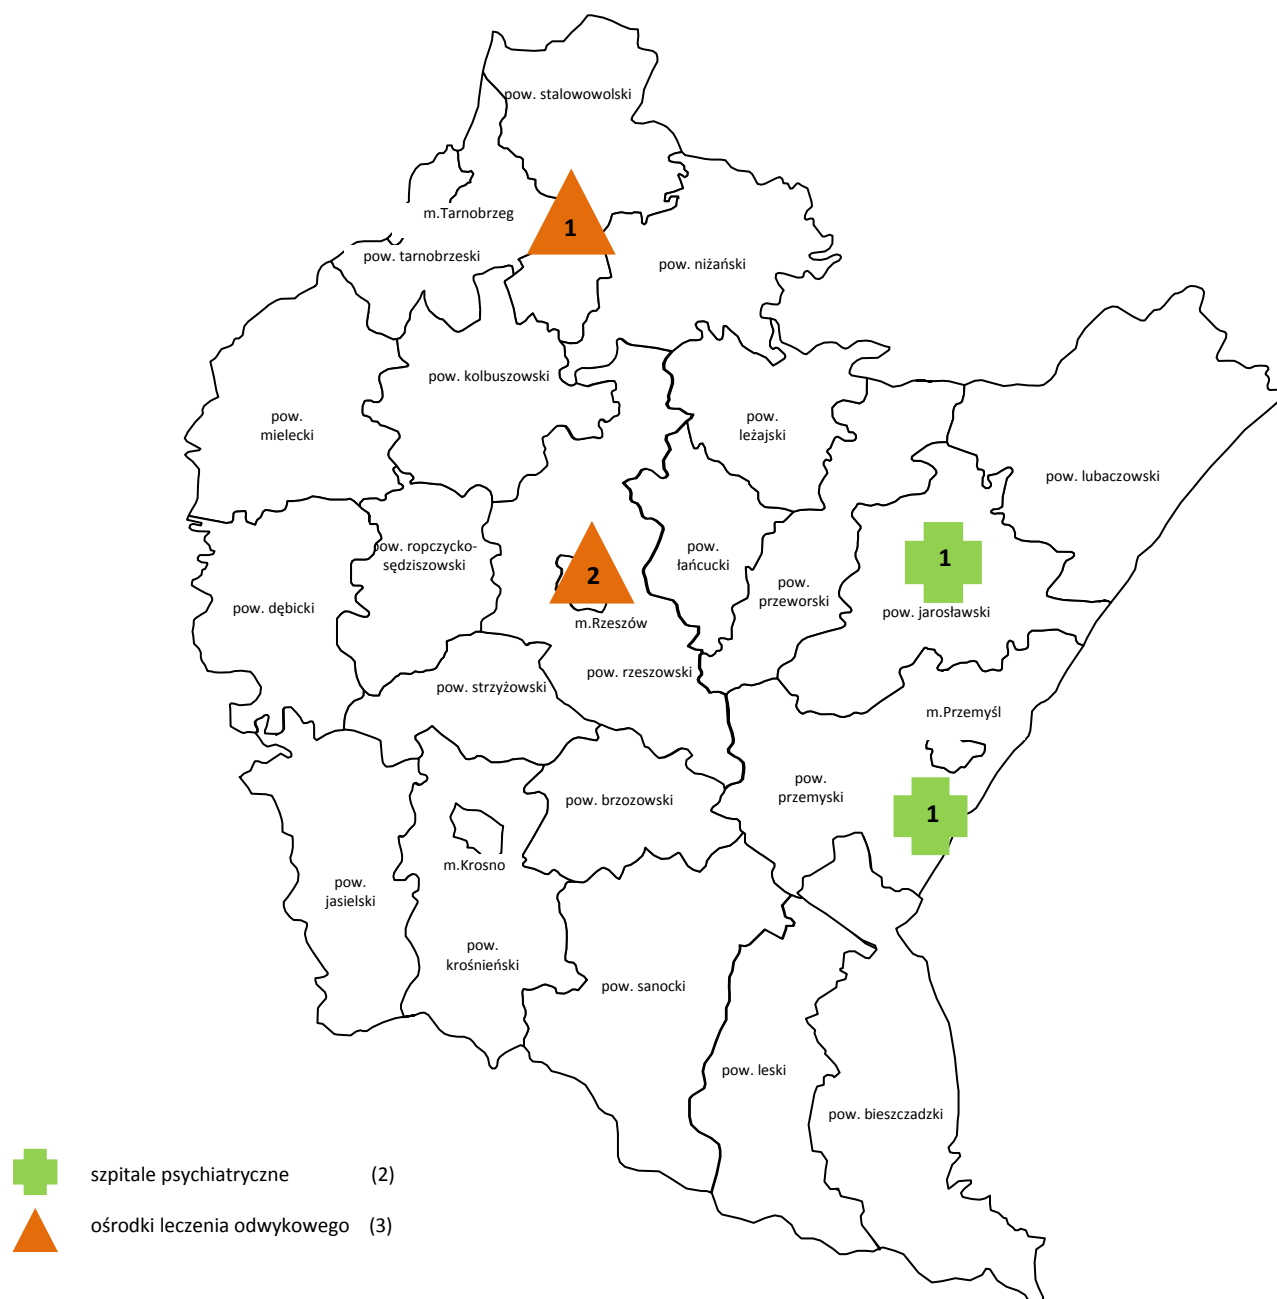 pow. stalowowolski
m.Tarnobrzeg
1
pow. tarnobrzeski
pow. niżański
pow. kolbuszowski
pow.
mielecki
pow.
leżajski
pow. lubaczowski
pow. ropczycko-
sędziszowski
pow.
łańcucki
1
2
pow.
przeworski
pow. dębicki
pow. jarosławski
m.Rzeszów
pow. rzeszowski
pow. strzyżowski
m.Przemyśl
pow.
przemyski
pow. brzozowski
1
m.Krosno
pow.
jasielski
pow.
krośnieński
pow. sanocki
pow. leski
pow. bieszczadzki
szpitale psychiatryczne (2)
ośrodki leczenia odwykowego (3)